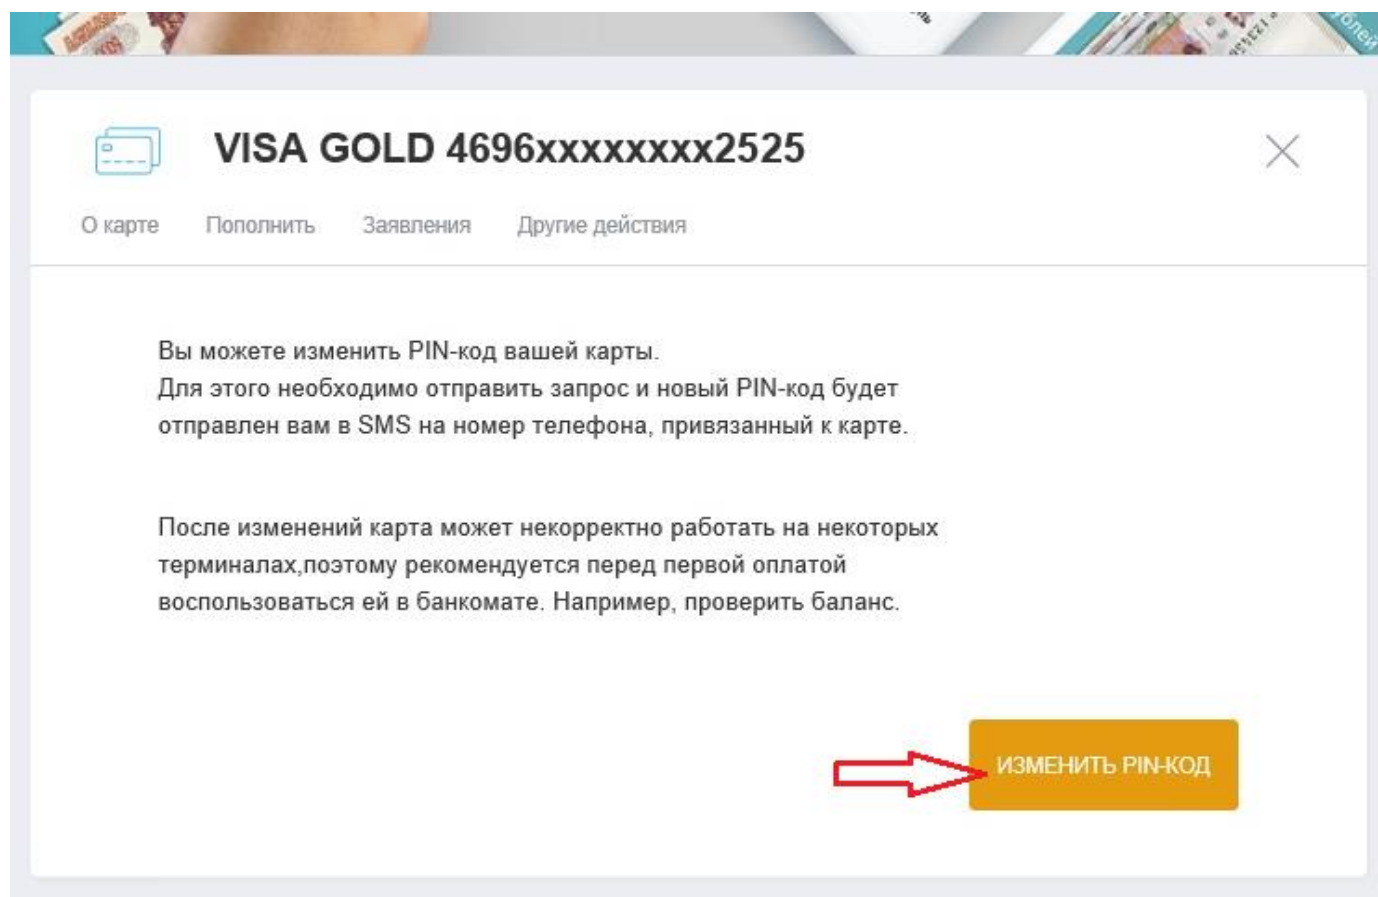 рублей
VISA GOLD 4696xxxxxxxx2525
О карте Пополнить Заявления Другие действия
Вы можете изменить PIN-код вашей карты.
Для этого необходимо отправить запрос и новый PIN-код будет
отправлен вам в SMS на номер телефона, привязанный к карте.
После изменений карта может некорректно работать на некоторых
терминалах,поэтому рекомендуется перед первой оплатой
воспользоваться ей в банкомате. Например, проверить баланс.
ИЗМЕНИТЬ PIN-КОД